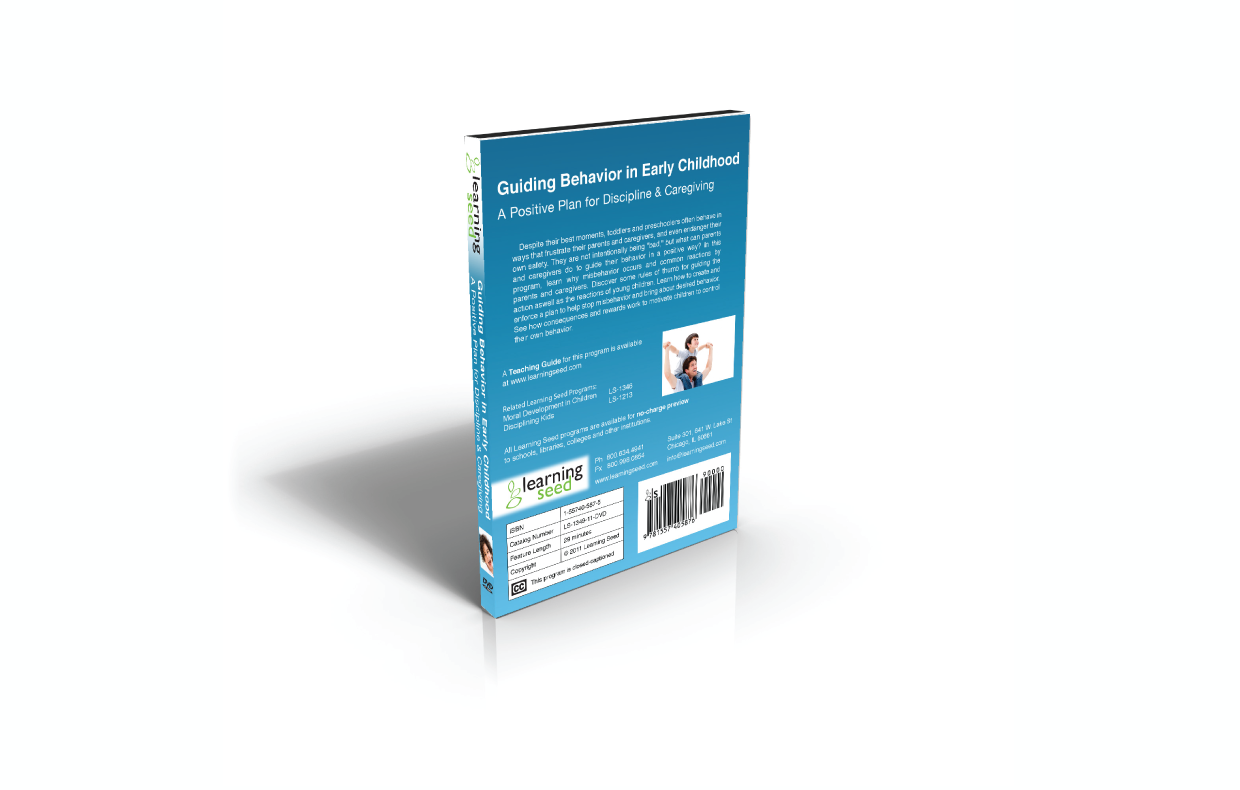 learning
seed
Guiding Behavior in Early Childhood
A Positive Plan for Discipline & Caregiving
DVD
Guiding Behavior in Early Childhood
A Positive Plan for Discipline & Caregiving
Despite their best moments, toddlers and preschoolers often behave in
ways that frustrate their parents and caregivers, and even endanger their
own safety. They are not intentionally being "bad," but what can parents
and caregivers do to guide their behavior in a positive way? In this
program, learn why misbehavior occurs and common reactions by
parents and caregivers. Discover some rules of thumb for guiding the
action aswell as the reactions of young children. Learn how to create and
enforce a plan to help stop misbehavior and bring about desired behavior.
See how consequences and rewards work to motivate children to control
their own behavior.
A Teaching Guide for this program is available
at www.learningseed.com
Related Learning Seed Programs:
Moral Development in Children LS-1346
Disciplining Kids LS-1213
All Learning Seed programs are available for no-charge preview
to schools, libraries, colleges and other institutions.
learning
seed
Ph 800.634.4941
Fx 800.998.0854
www.learningseed.com
Suite 301, 641 W. Lake St
Chicago, IL 60661
info@learningseed.com
ISBN 1-55740-587-5
Catalog Number LS-1349-11-DVD
Feature Length 29 minutes
Copyright © 2011 Learning Seed
CC This program is closed-captioned
90000
9 781557 405876